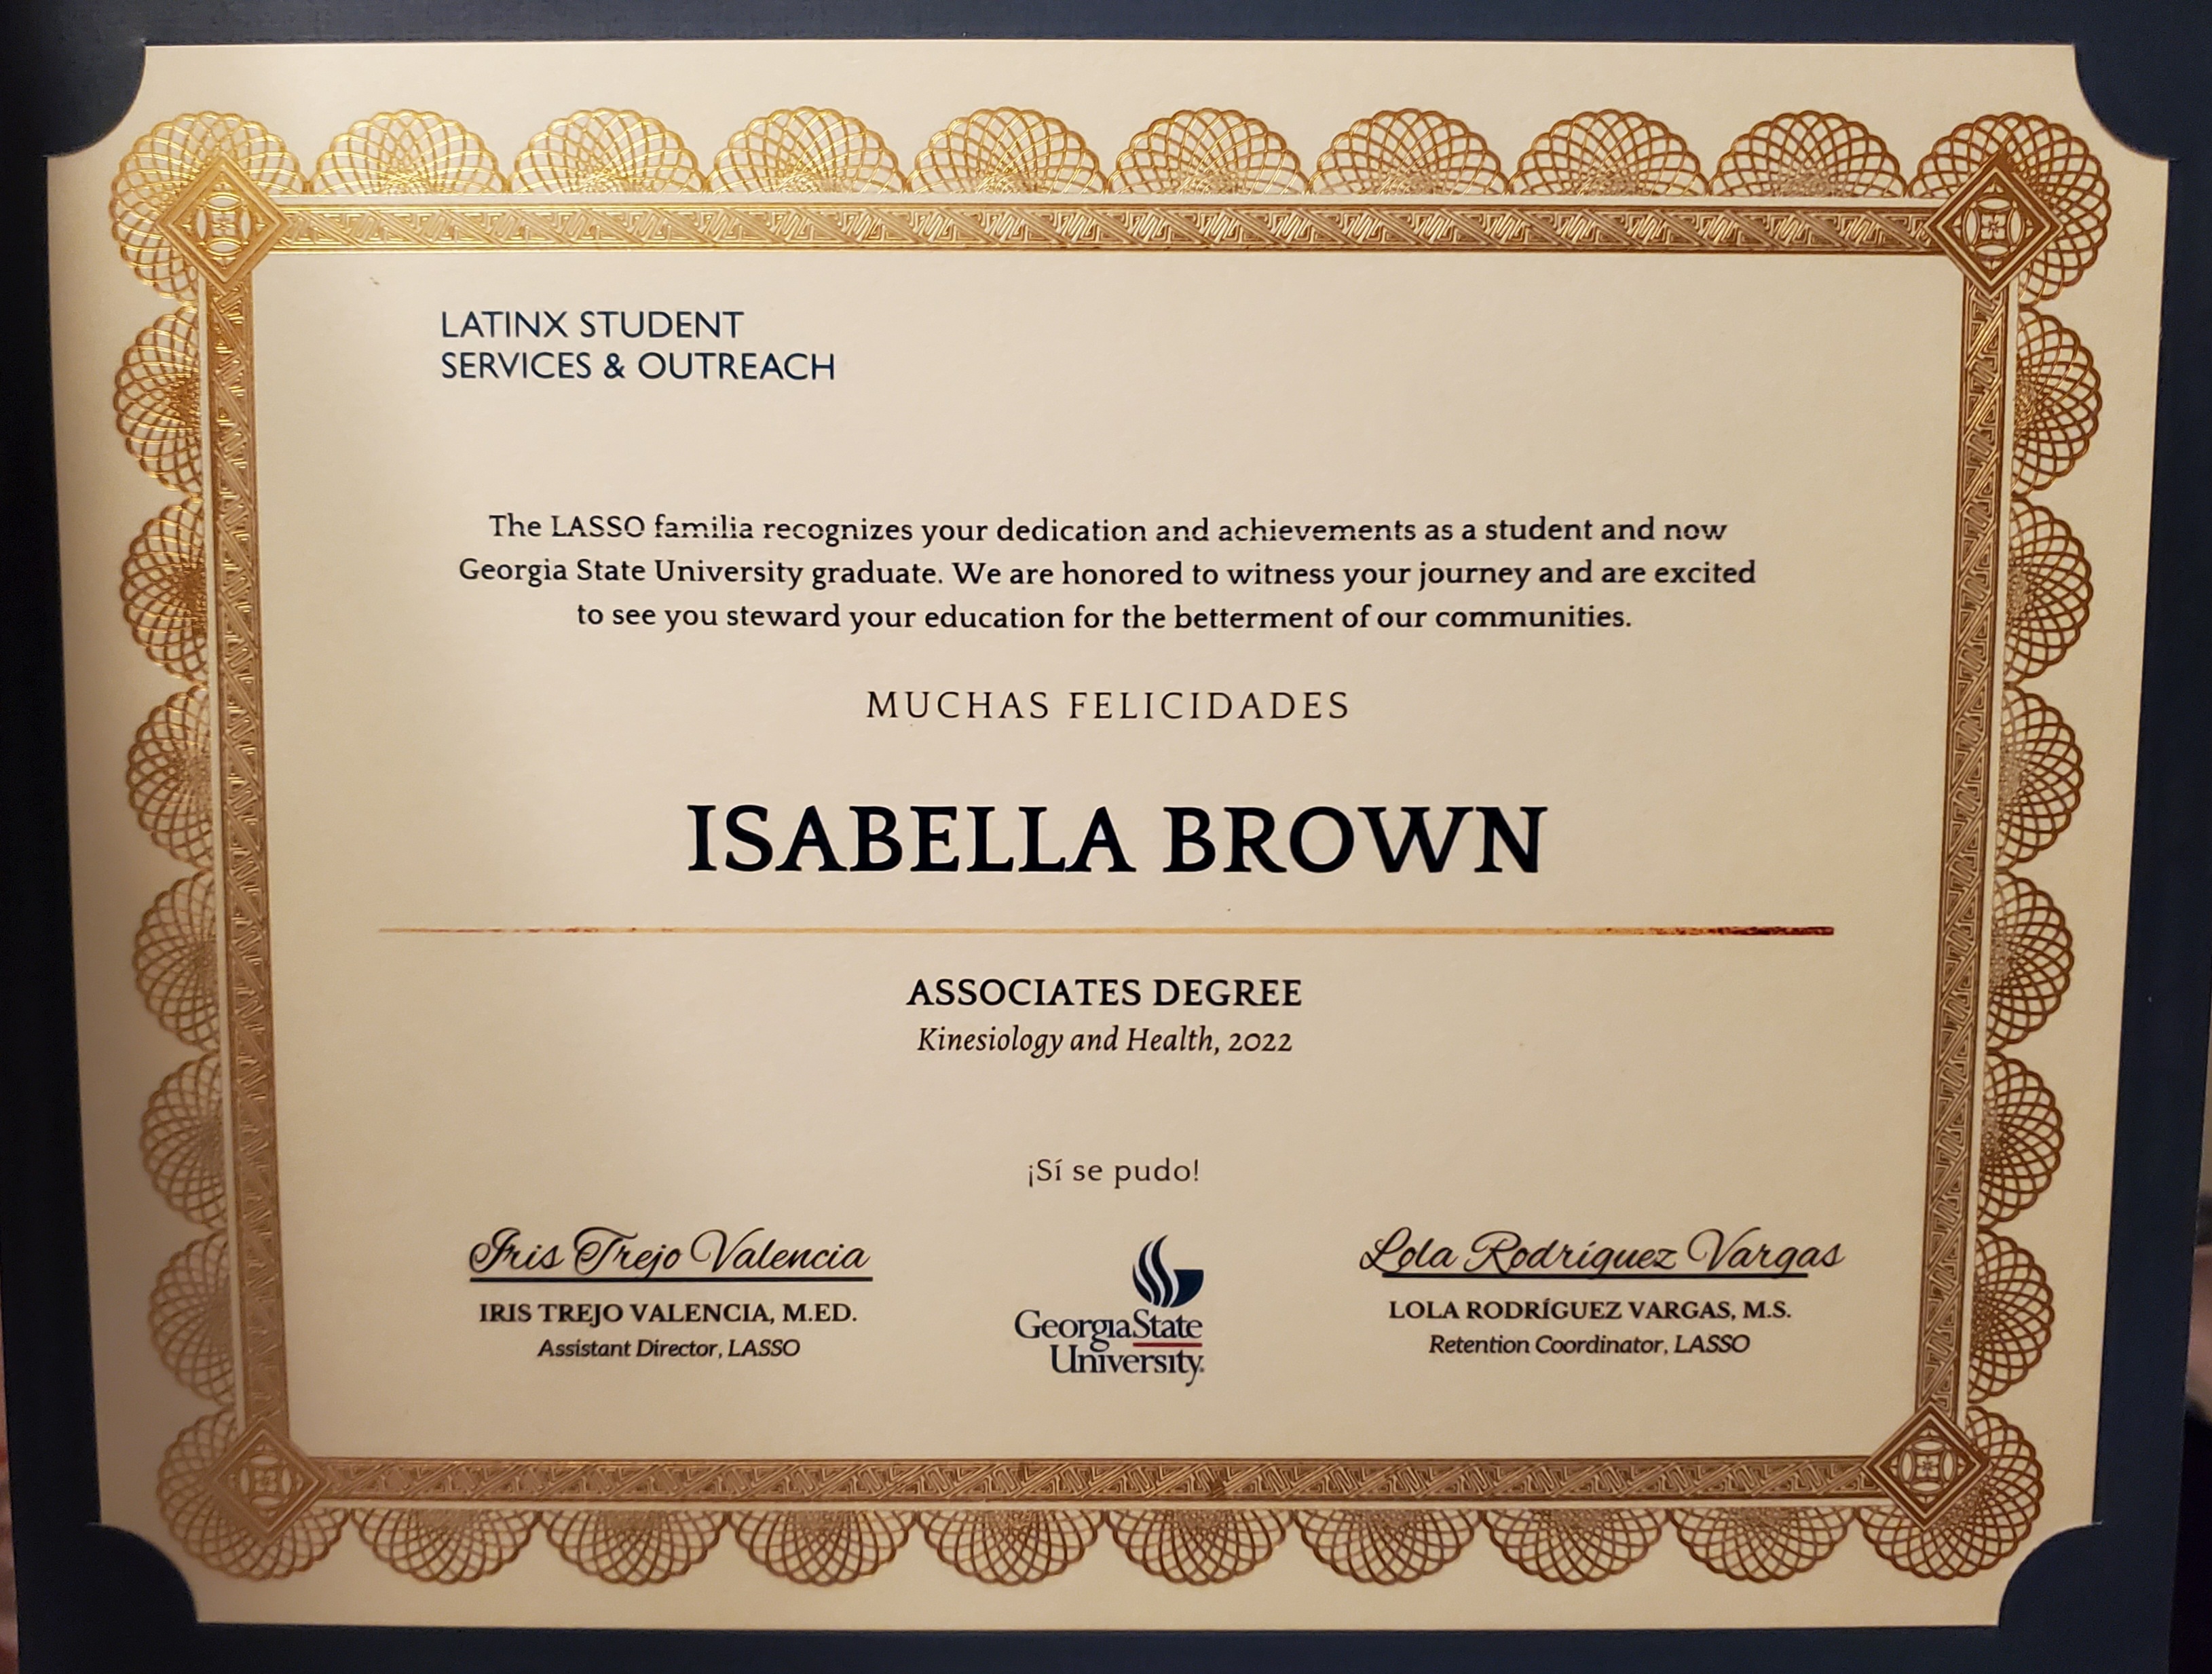 LATINX STUDENT
SERVICES & OUTREACH
The LASSO familia recognizes your dedication and achievements as a student and now
Georgia State University graduate. We are honored to witness your journey and are excited
to see you steward your education for the betterment of our communities.
MUCHAS FELICIDADES
ISABELLA BROWN
ASSOCIATES DEGREE
Kinesiology and Health, 2022
¡Sí se pudo!
Iris Trejo Valencia
IRIS TREJO VALENCIA, M.ED.
Assistant Director, LASSO
GeorgiaState
University
Lola Rodríguez Vargas
LOLA RODRÍGUEZ VARGAS, M.S.
Retention Coordinator, LASSO